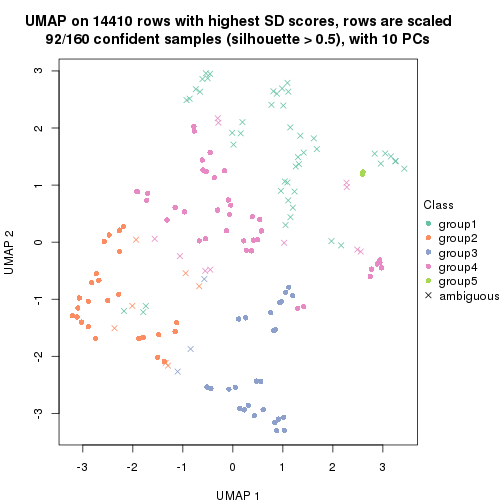 UMAP on 14410 rows with highest SD scores, rows are scaled
92/160 confident samples (silhouette > 0.5), with 10 PCs
3
2
1
0
-1
-2
-3
UMAP 2
-3 -2 -1 0 1 2 3
UMAP 1
Class
group1
group2
group3
group4
group5
ambiguous